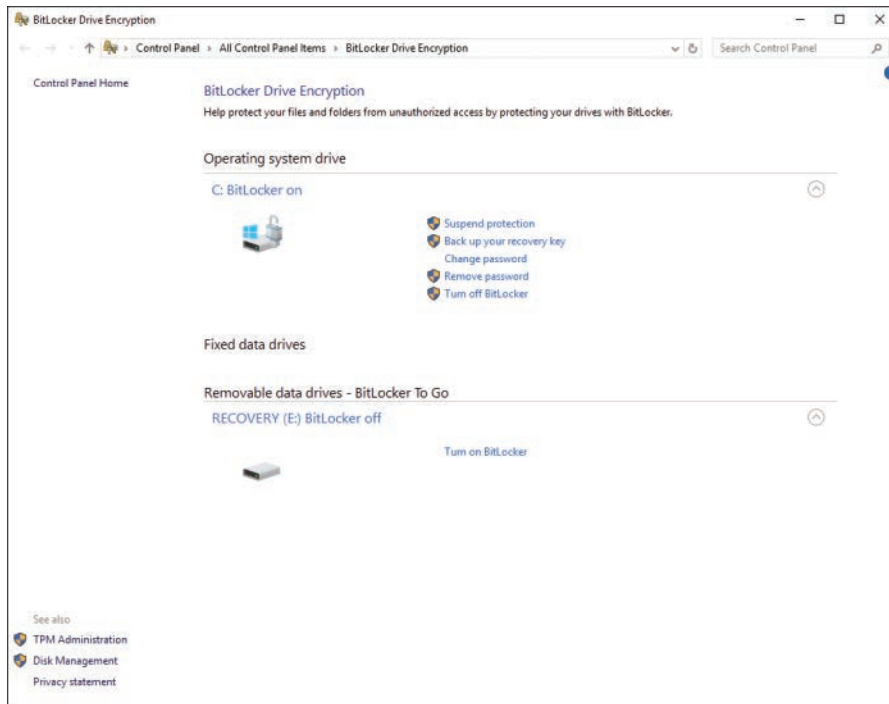 BitLocker Drive Encryption
Control Panel › All Control Panel Items › BitLocker Drive Encryption
Search Control Panel
Control Panel Home
BitLocker Drive Encryption
Help protect your files and folders from unauthorized access by protecting your drives with BitLocker.
Operating system drive
C: BitLocker on
Suspend protection
Back up your recovery key
Change password
Remove password
Turn off BitLocker
Fixed data drives
Removable data drives - BitLocker To Go
RECOVERY (E:) BitLocker off
Turn on BitLocker
See also
TPM Administration
Disk Management
Privacy statement